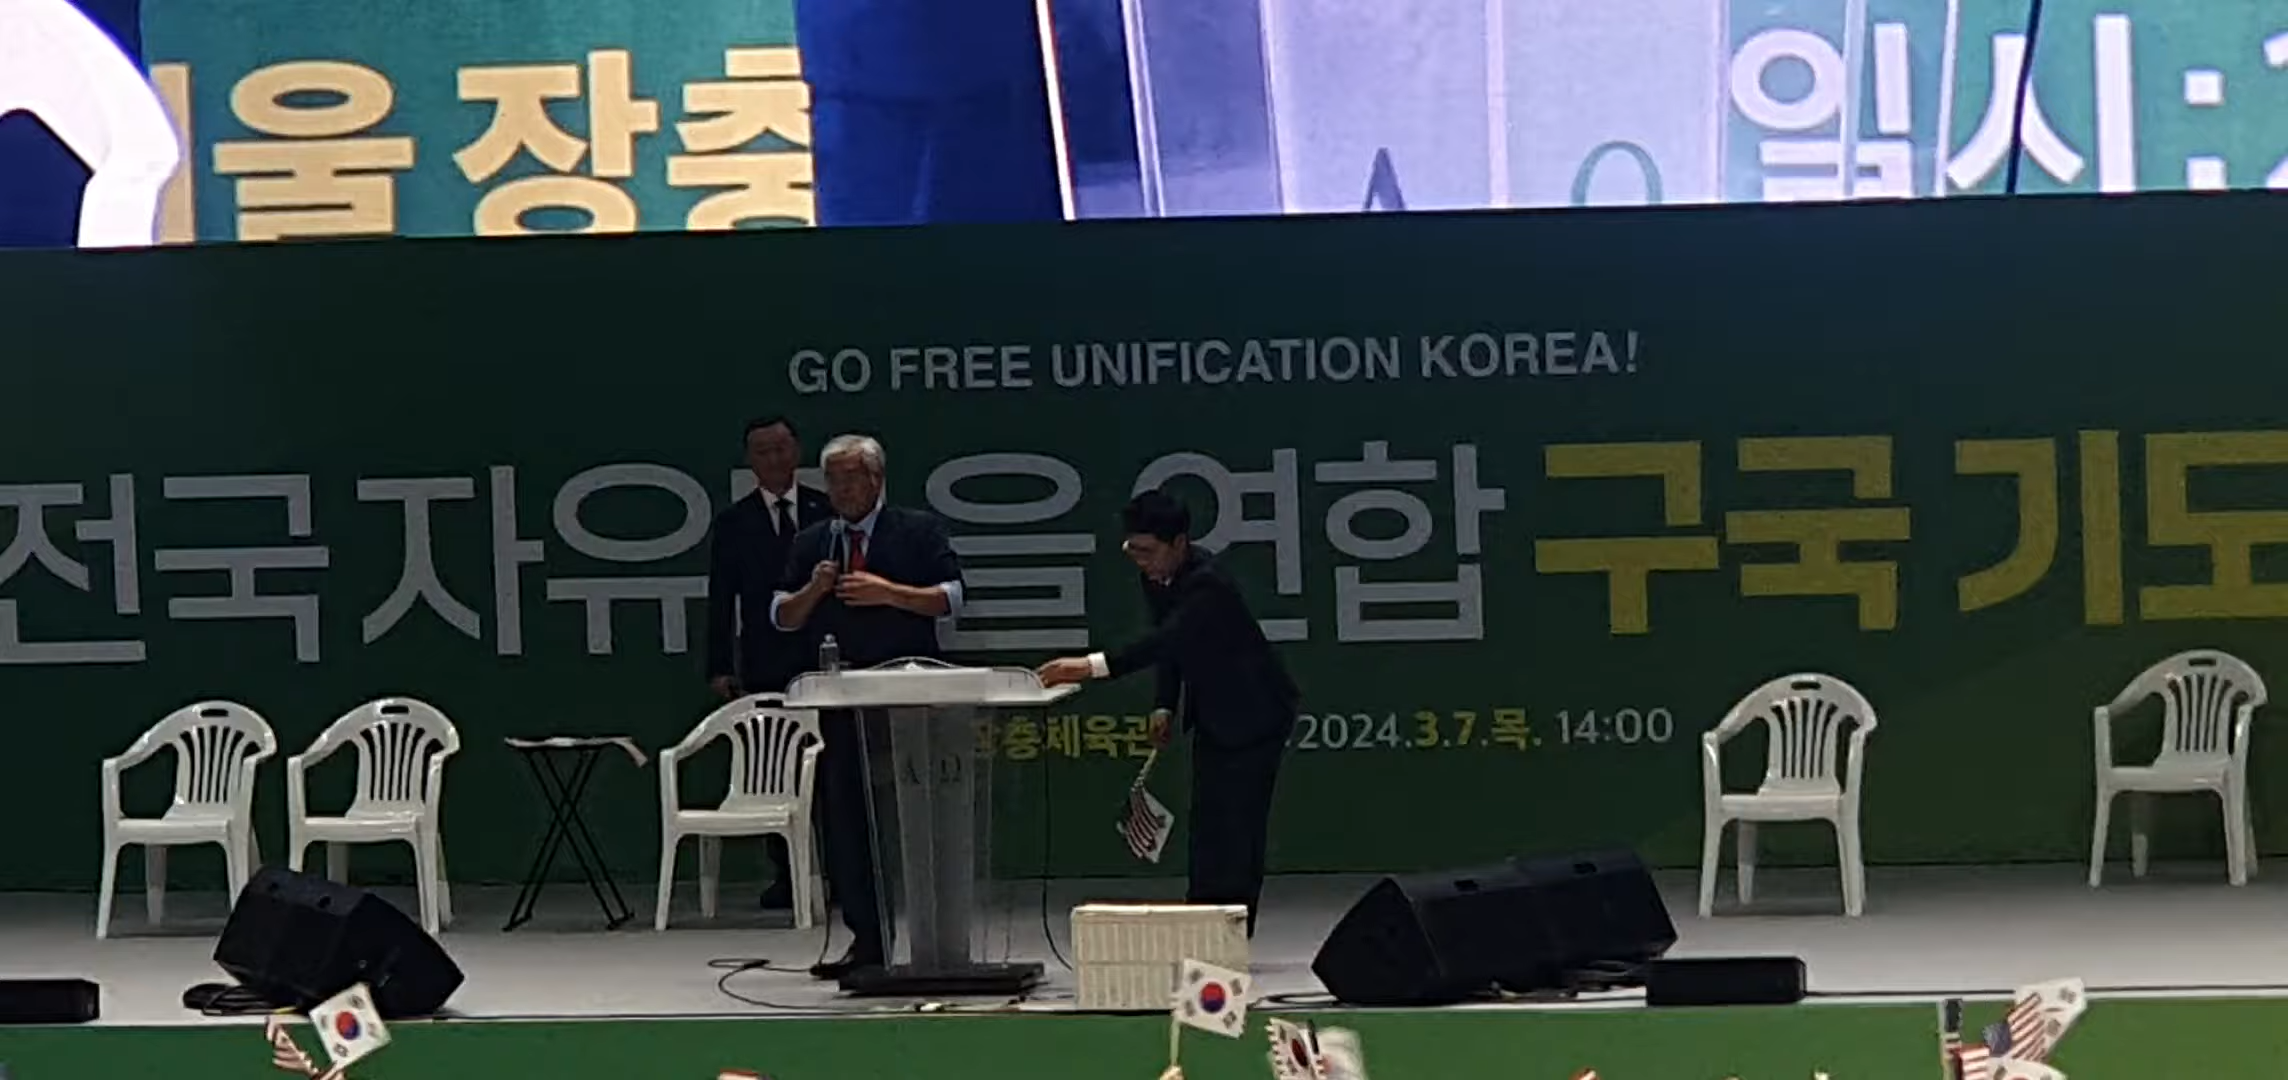 울 장충
일시:
GO FREE UNIFICATION KOREA!
전국 자유 을 연합 구국 기도
장충체육관 2024.3.7.목. 14:00
Α Ω